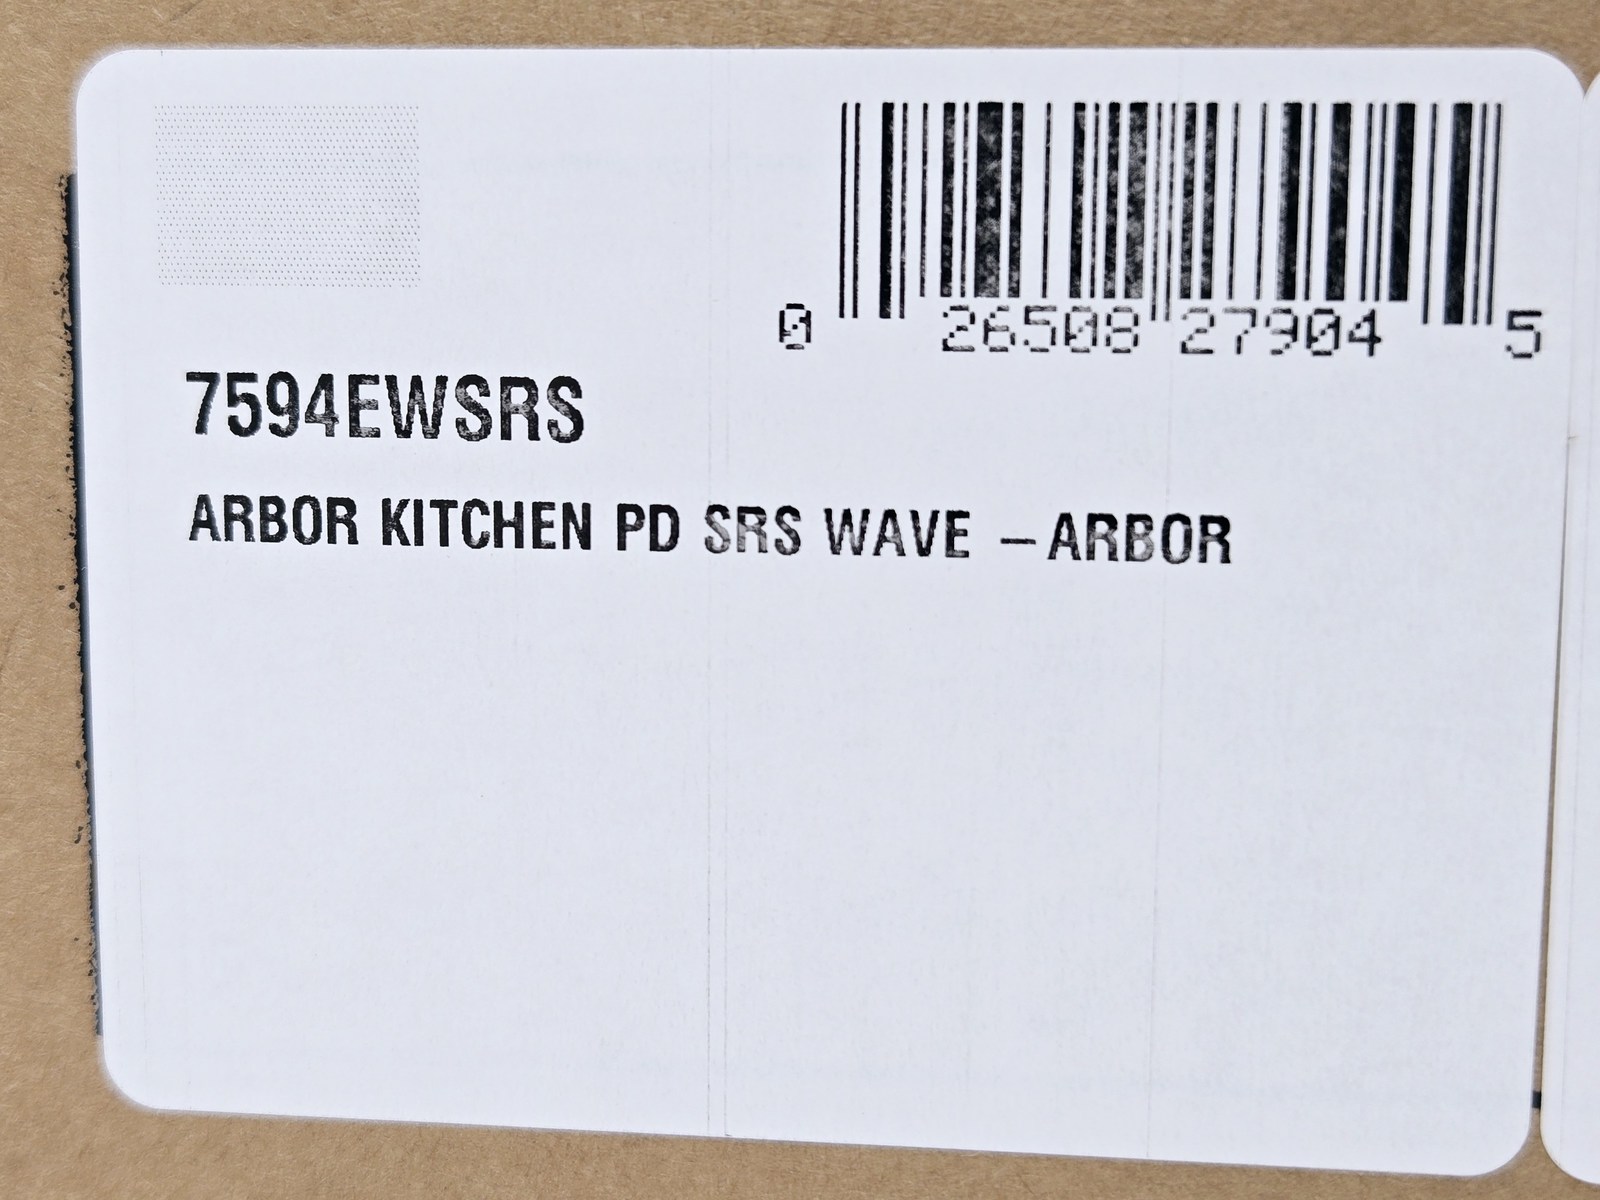 0 26508 27904 5
7594EWSRS
ARBOR KITCHEN PD SRS WAVE –ARBOR